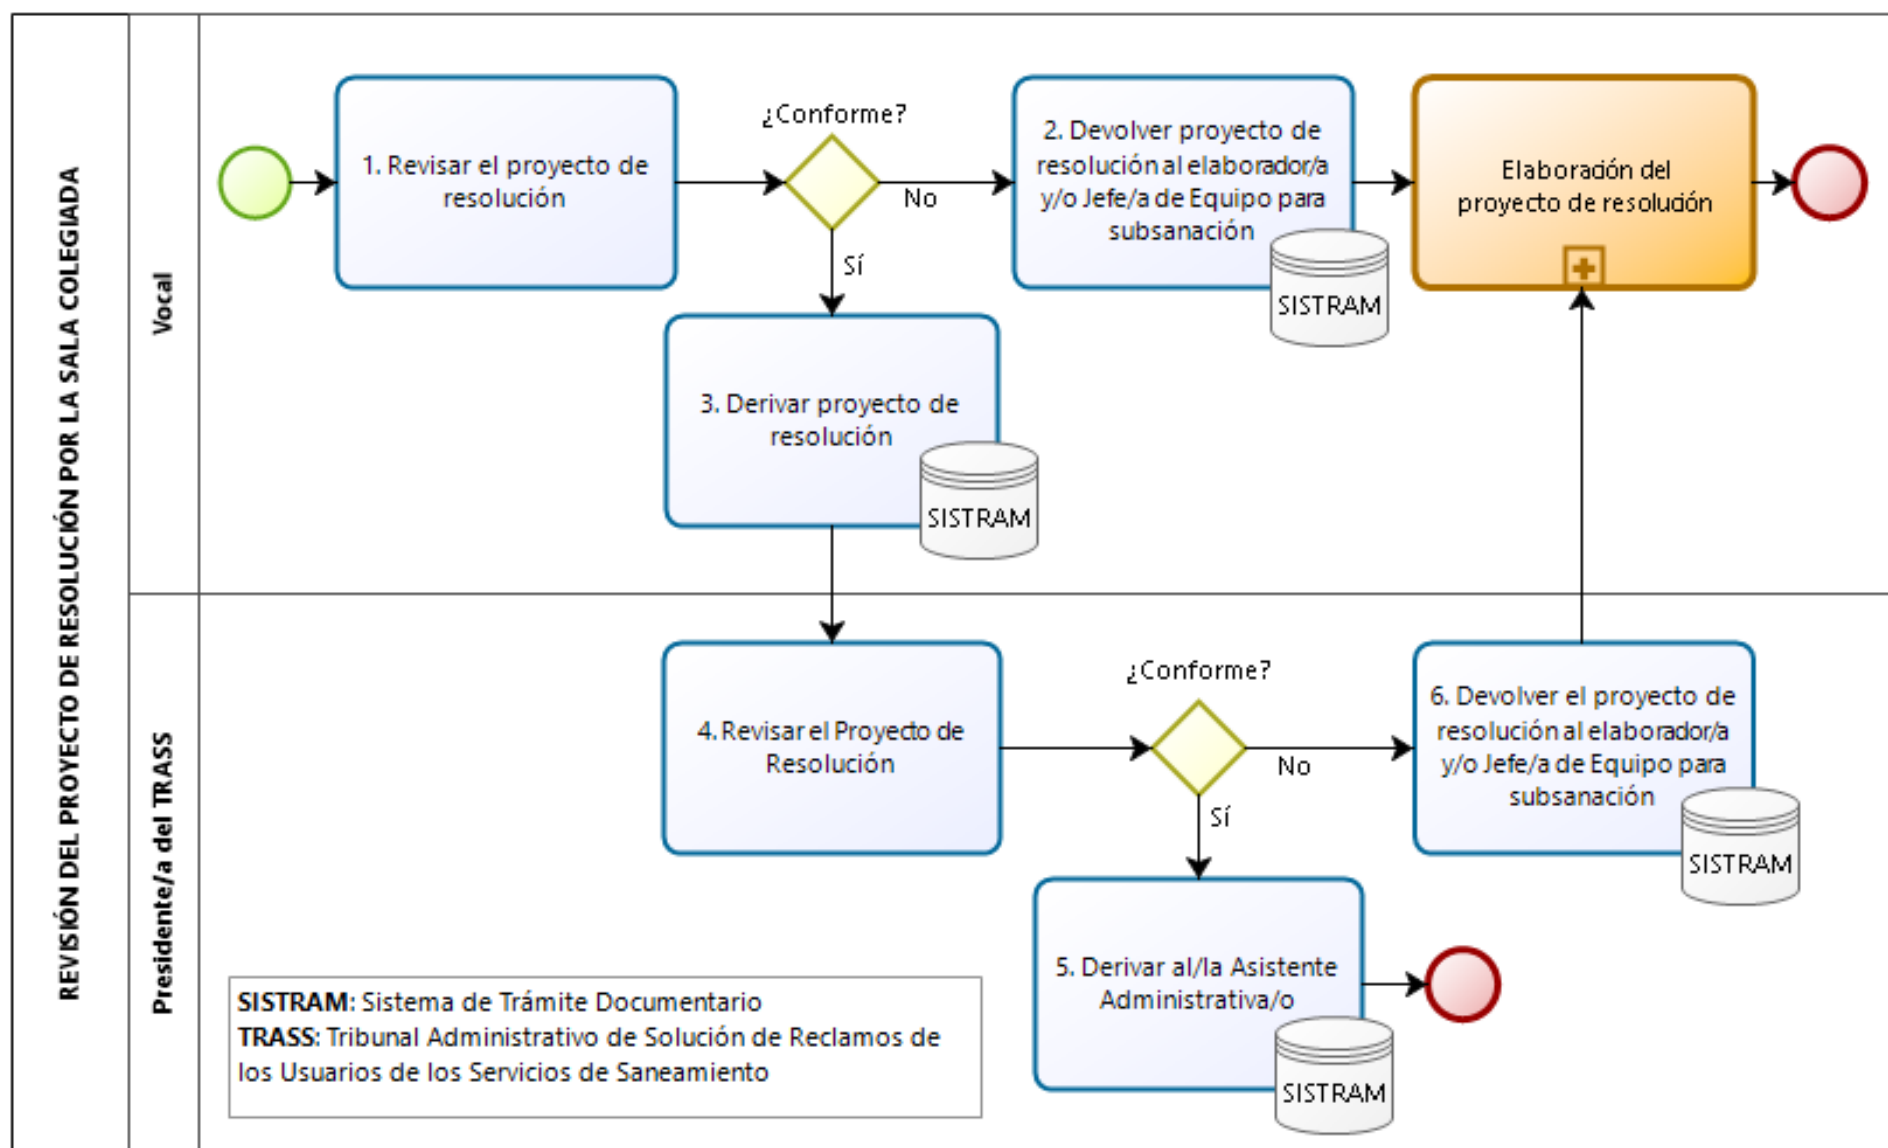 REVISIÓN DEL PROYECTO DE RESOLUCIÓN POR LA SALA COLEGIADA
Vocal
1. Revisar el proyecto de
resolución
¿Conforme?
No
Sí
2. Devolver proyecto de
resolución al elaborador/a
y/o Jefe/a de Equipo para
subsanación
SISTRAM
Elaboración del
proyecto de resolución
3. Derivar proyecto de
resolución
SISTRAM
Presidente/a del TRASS
4. Revisar el Proyecto de
Resolución
¿Conforme?
No
Sí
6. Devolver el proyecto de
resolución al elaborador/a
y/o Jefe/a de Equipo para
subsanación
SISTRAM
5. Derivar al/la Asistente
Administrativa/o
SISTRAM
SISTRAM: Sistema de Trámite Documentario
TRASS: Tribunal Administrativo de Solución de Reclamos de
los Usuarios de los Servicios de Saneamiento